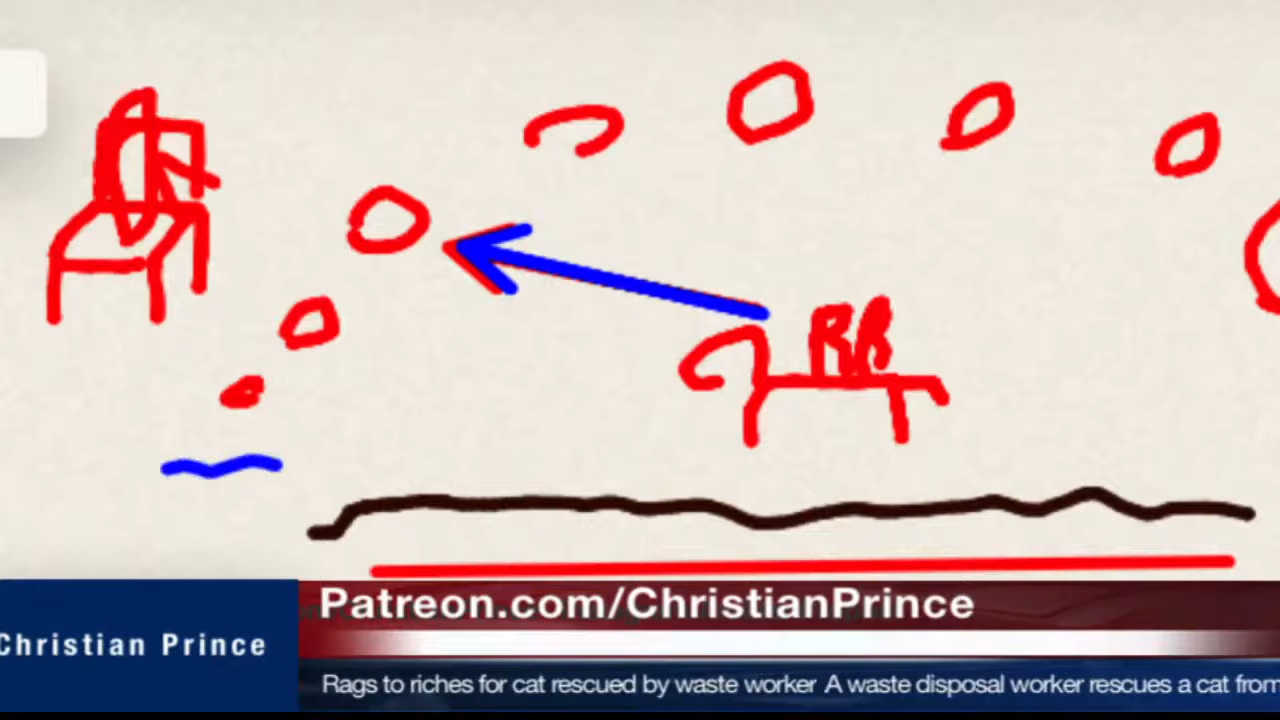 Patreon.com/ChristianPrince
Christian Prince
Rags to riches for cat rescued by waste worker A waste disposal worker rescues a cat from